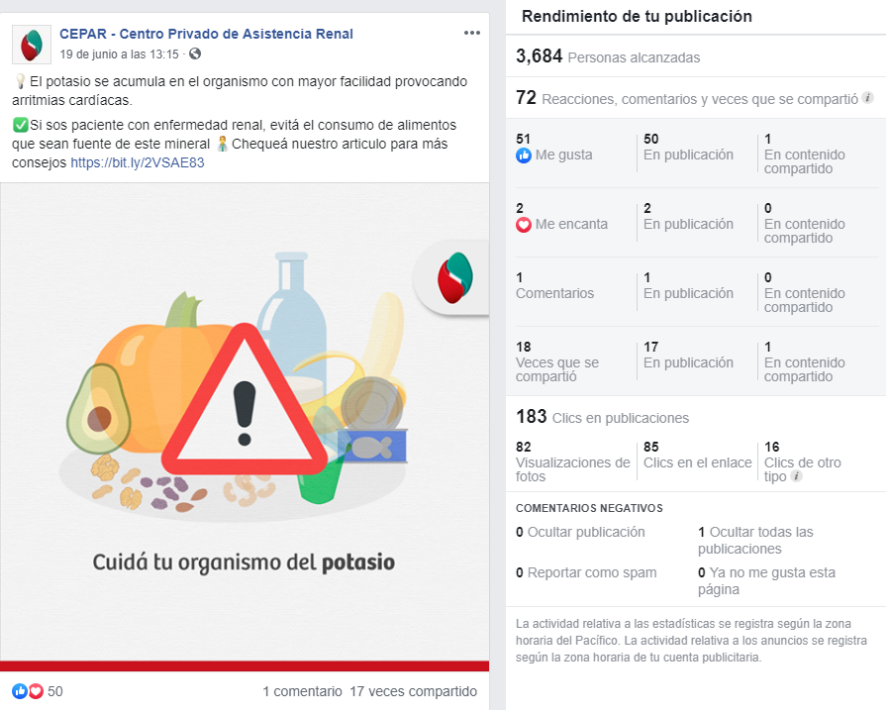 CEPAR - Centro Privado de Asistencia Renal
19 de junio a las 13:15 ·
El potasio se acumula en el organismo con mayor facilidad provocando
arritmias cardíacas.
Si sos paciente con enfermedad renal, evitá el consumo de alimentos
que sean fuente de este mineral Chequeá nuestro articulo para más
consejos https://bit.ly/2VSAE83
Cuidá tu organismo del potasio
50
1 comentario 17 veces compartido
Rendimiento de tu publicación
3,684 Personas alcanzadas
72 Reacciones, comentarios y veces que se compartió
51
Me gusta
50
En publicación
1
En contenido
compartido
2
Me encanta
2
En publicación
0
En contenido
compartido
1
Comentarios
1
En publicación
0
En contenido
compartido
18
Veces que se
compartió
17
En publicación
1
En contenido
compartido
183 Clics en publicaciones
82
Visualizaciones de
fotos
85
Clics en el enlace
16
Clics de otro
tipo
COMENTARIOS NEGATIVOS
0 Ocultar publicación
1 Ocultar todas las
publicaciones
0 Reportar como spam
0 Ya no me gusta esta
página
La actividad relativa a las estadísticas se registra según la zona
horaria del Pacífico. La actividad relativa a los anuncios se registra
según la zona horaria de tu cuenta publicitaria.